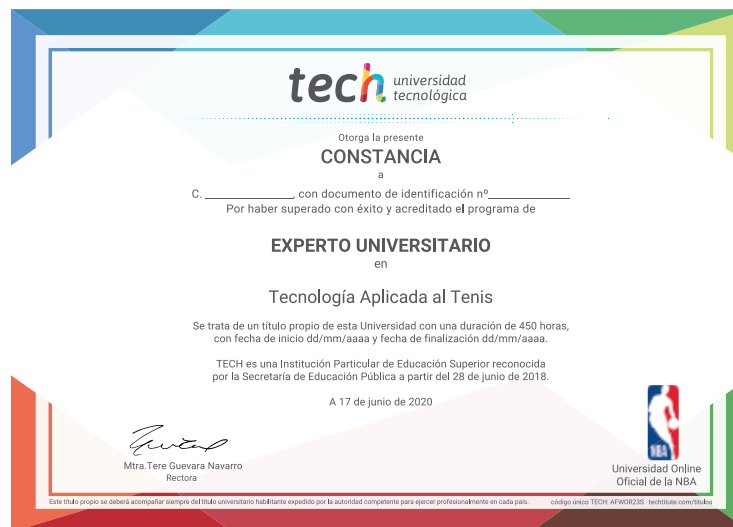 tech universidad
tecnológica
Otorga la presente
CONSTANCIA
a
C. ______________, con documento de identificación nº______________
Por haber superado con éxito y acreditado el programa de
EXPERTO UNIVERSITARIO
en
Tecnología Aplicada al Tenis
Se trata de un título propio de esta Universidad con una duración de 450 horas,
con fecha de inicio dd/mm/aaaa y fecha de finalización dd/mm/aaaa.
TECH es una Institución Particular de Educación Superior reconocida
por la Secretaría de Educación Pública a partir del 28 de junio de 2018.
A 17 de junio de 2020
Mtra.Tere Guevara Navarro
Rectora
NBA
Universidad Online
Oficial de la NBA
Este título propio se deberá acompañar siempre del título universitario habilitante expedido por la autoridad competente para ejercer profesionalmente en cada país. código único TECH: AFWOR23S techtitute.com/titulos